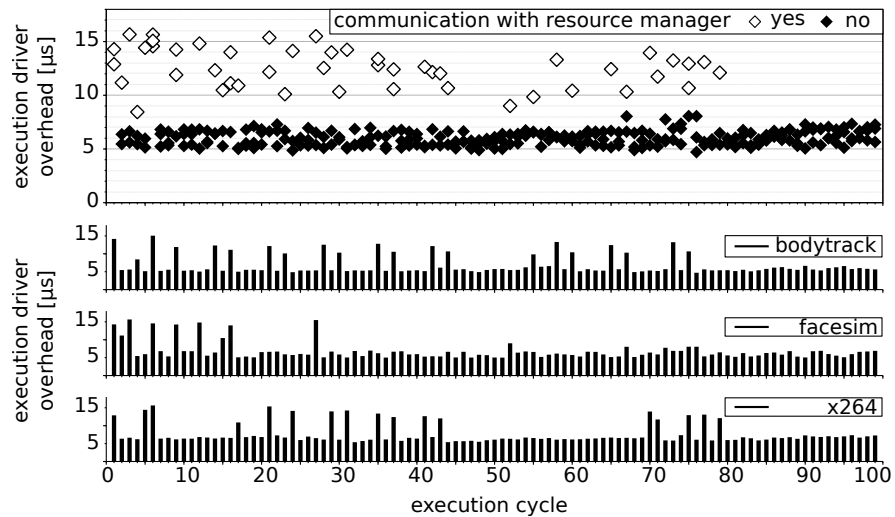 communication with resource manager ◇ yes ◆ no
execution driver
overhead [µs]
15
10
5
0
bodytrack
15
5
facesim
15
5
execution driver
overhead [µs]
x264
15
5
0 10 20 30 40 50 60 70 80 90 100
execution cycle